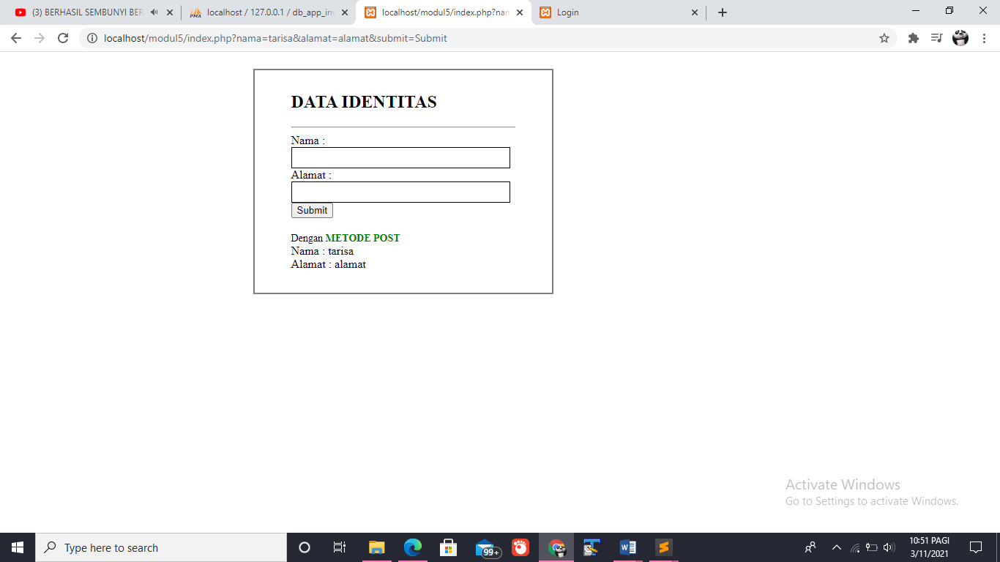 (3) BERHASIL SEMBUNYI BER
localhost / 127.0.0.1 / db_app_in
localhost/modul5/index.php?nam
Login
localhost/modul5/index.php?nama=tarisa&alamat=alamat&submit=Submit
DATA IDENTITAS
Nama :
Alamat :
Submit
Dengan METODE POST
Nama : tarisa
Alamat : alamat
Activate Windows
Go to Settings to activate Windows.
Type here to search
99+
10:51 PAGI
3/11/2021